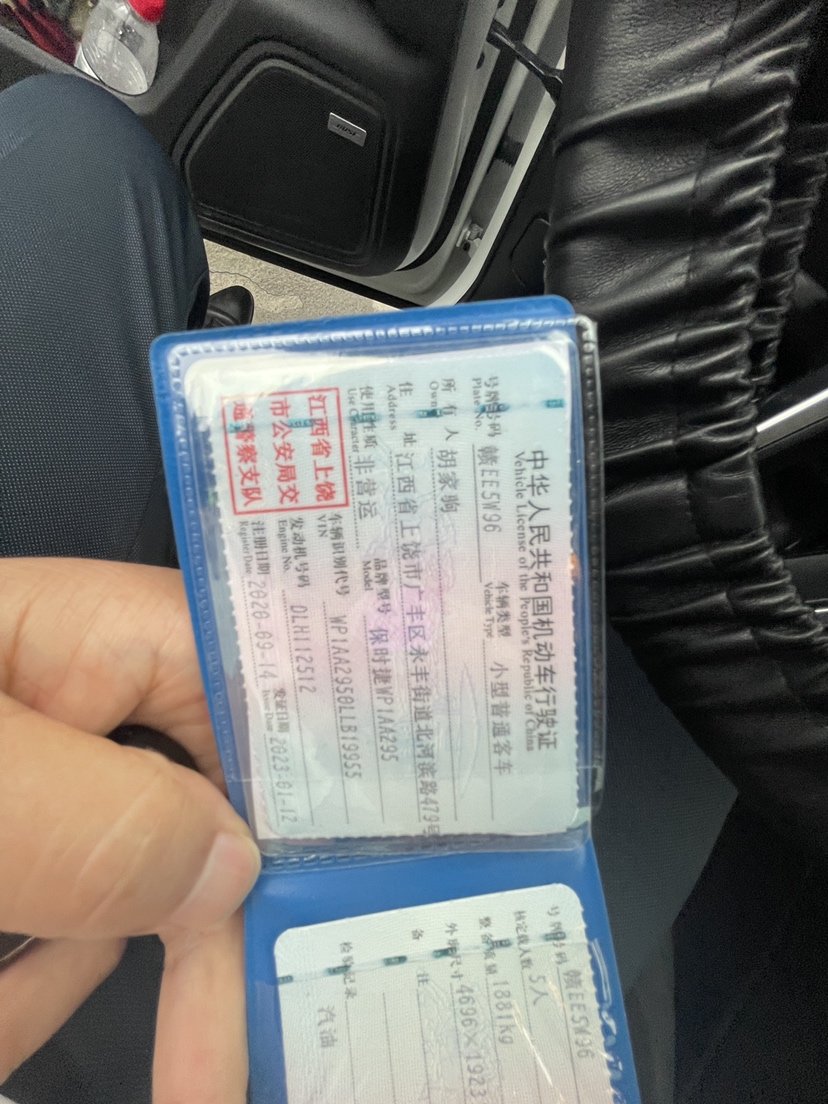 中华人民共和国机动车行驶证
Vehicle License of the People's Republic of China
号牌号码 赣EE5W96 车辆类型 小型普通客车
Plate No. Vehicle Type
所有人 胡家驹
Owner
住址 江西省上饶市广丰区永丰街道北河滨路479号
Address
使用性质 非营运 品牌型号 保时捷WP1AA295
Use Character Model
江西省上饶
市公安局交
通警察支队
车辆识别代号 WP1AA2950LLB19955
VIN
发动机号码 DLH112512
Engine No.
注册日期 2020-09-14 发证日期 2023-01-12
Register Date Issue Date
号牌号码 赣EE5W96
核定载人数 5人
整备质量 1881kg
外廓尺寸 4696×1923
备注
检验记录
汽油